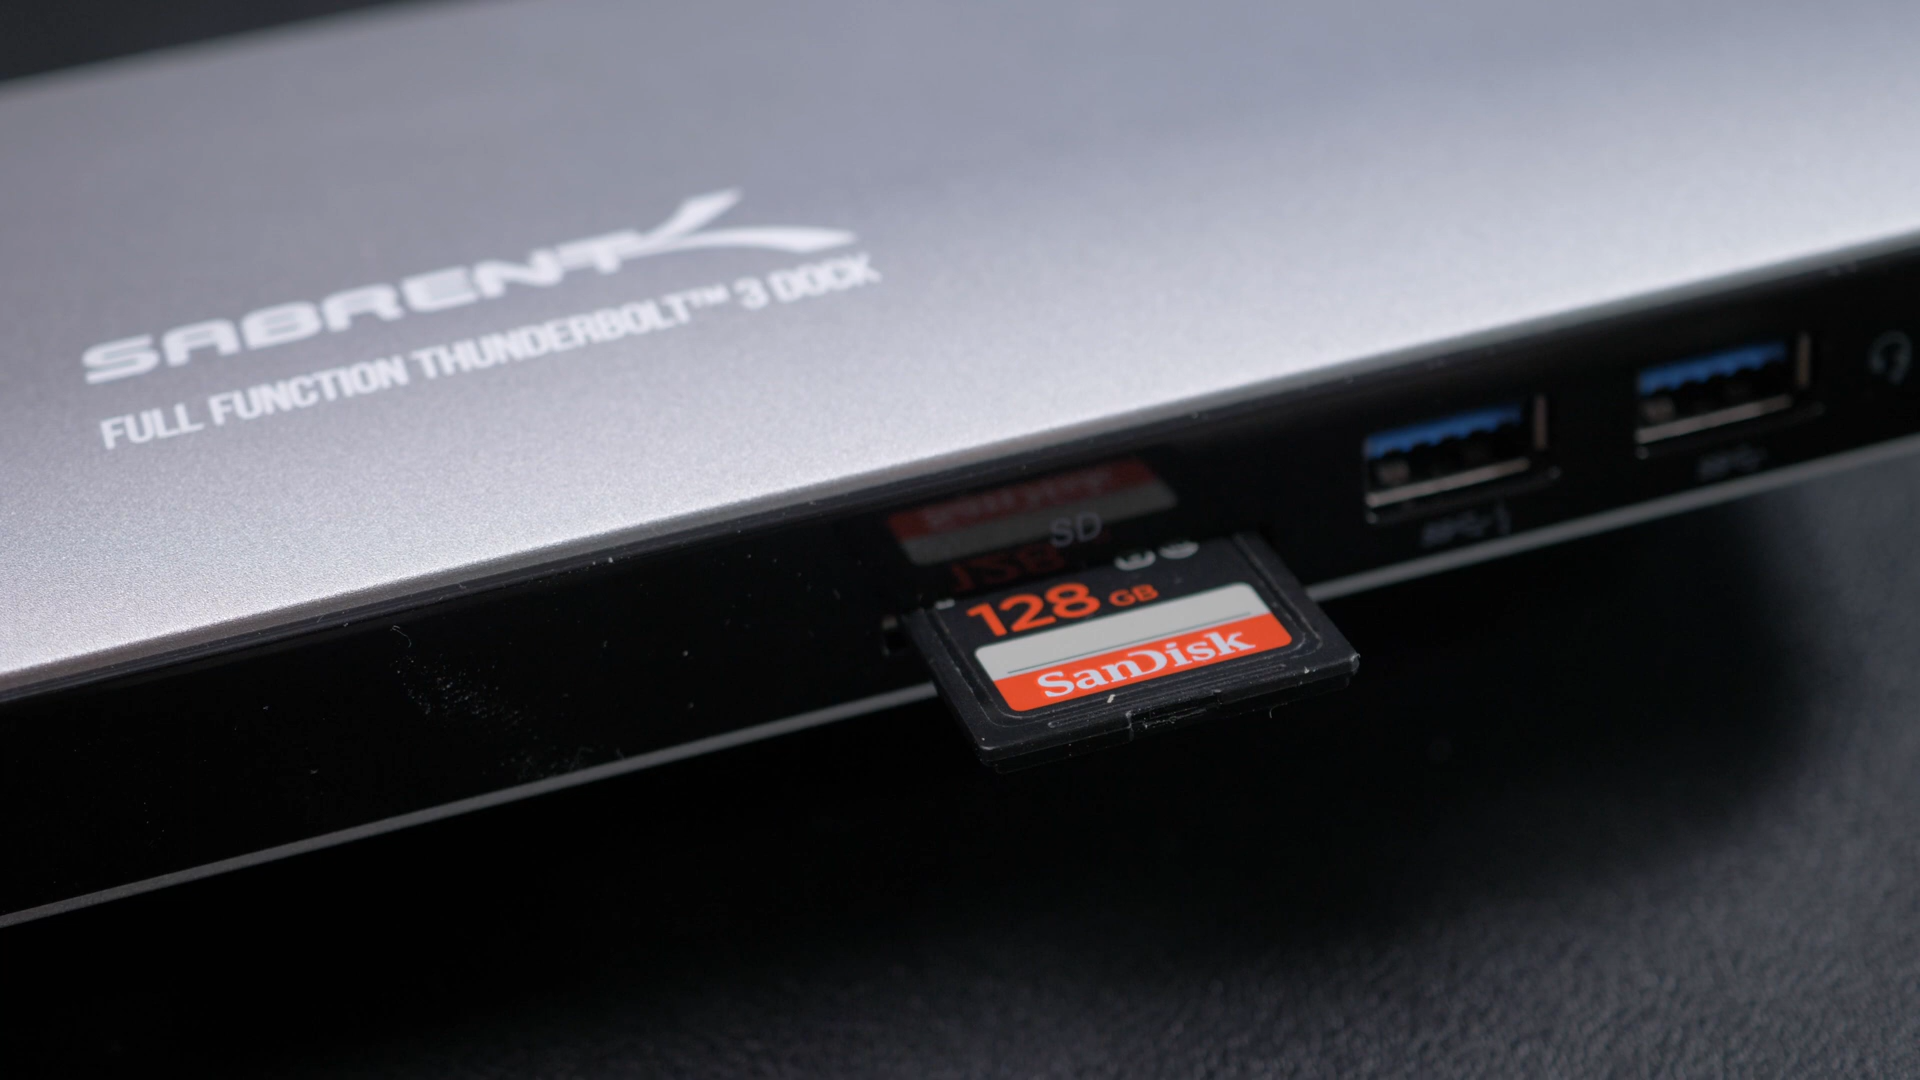 SABRENT
FULL FUNCTION THUNDERBOLT™ 3 DOCK
SD
128 GB
SanDisk